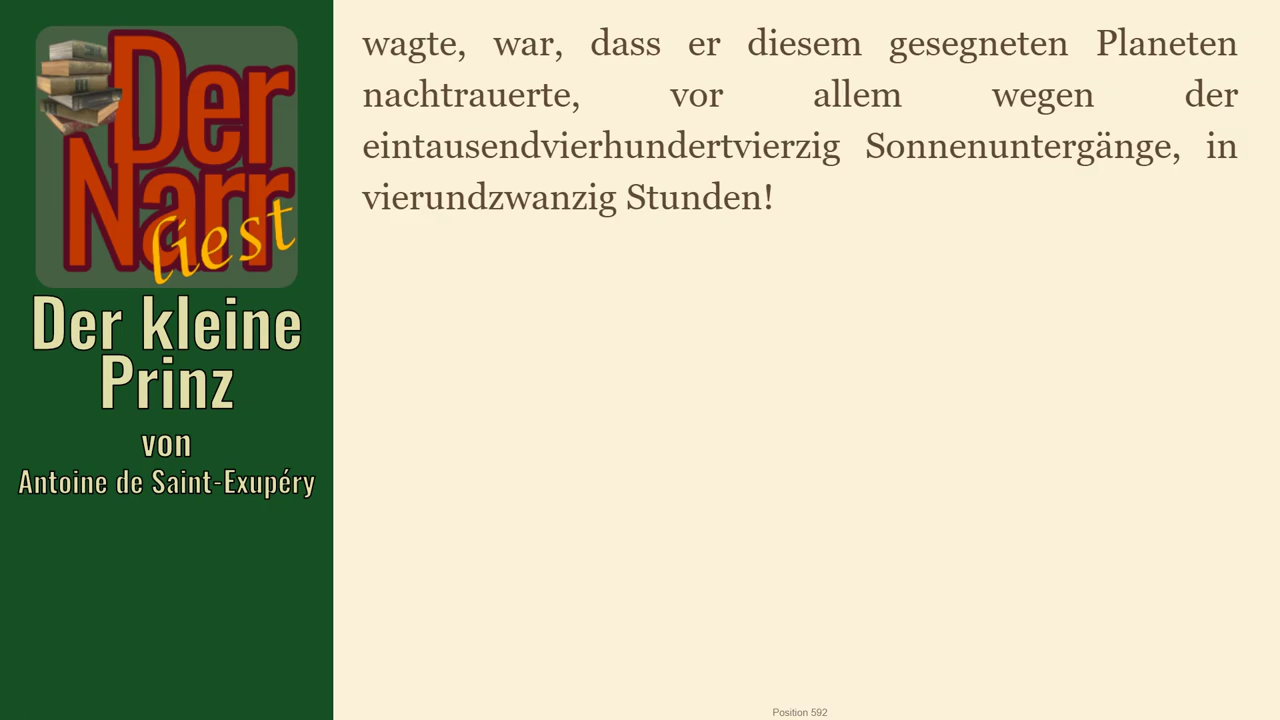 Der
Narr
liest
Der kleine
Prinz
von
Antoine de Saint-Exupéry
wagte, war, dass er diesem gesegneten Planeten
nachtrauerte, vor allem wegen der
eintausendvierhundertvierzig Sonnenuntergänge, in
vierundzwanzig Stunden!
Position 592